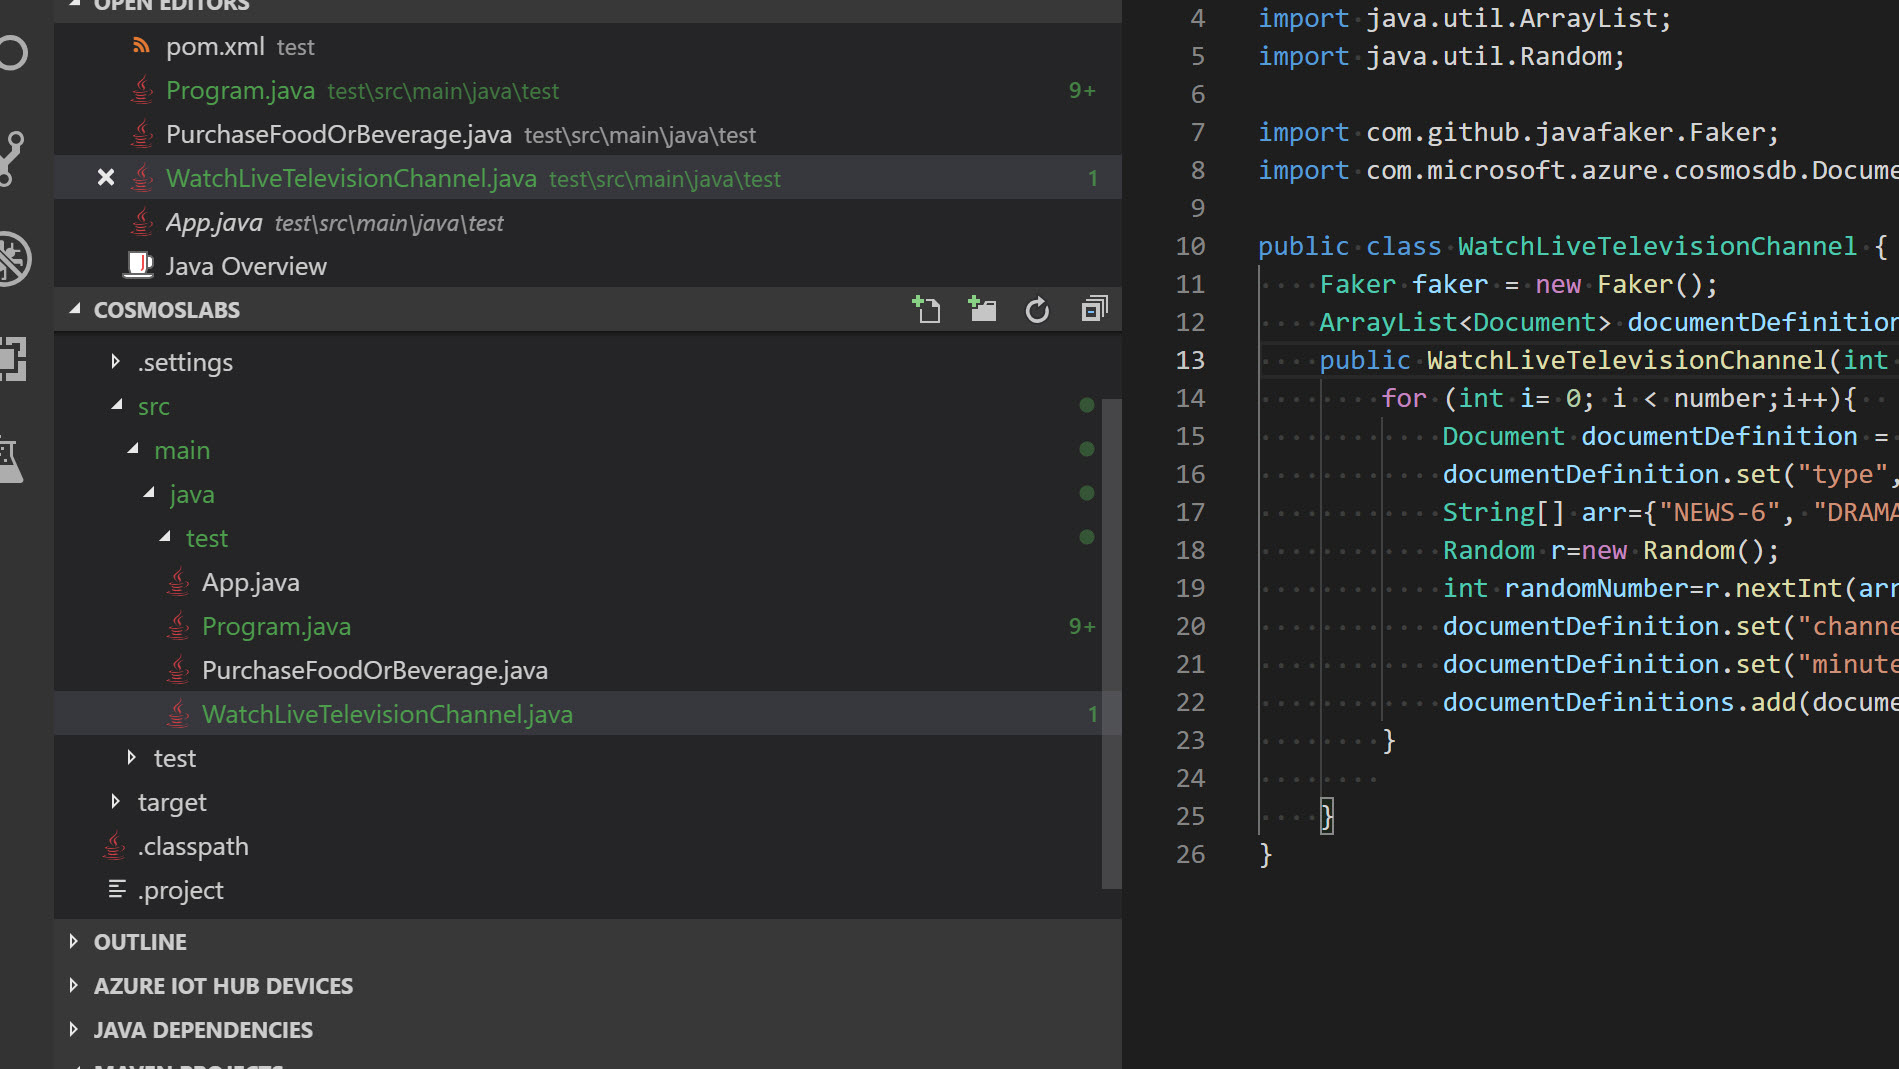 OPEN EDITORS
pom.xml test
Program.java test\src\main\java\test 9+
PurchaseFoodOrBeverage.java test\src\main\java\test
WatchLiveTelevisionChannel.java test\src\main\java\test 1
App.java test\src\main\java\test
Java Overview
COSMOSLABS
.settings
src
main
java
test
App.java
Program.java 9+
PurchaseFoodOrBeverage.java
WatchLiveTelevisionChannel.java 1
test
target
.classpath
.project
OUTLINE
AZURE IOT HUB DEVICES
JAVA DEPENDENCIES
MAVEN PROJECTS
4 import java.util.ArrayList;
5 import java.util.Random;
6
7 import com.github.javafaker.Faker;
8 import com.microsoft.azure.cosmosdb.Docume
9
10 public class WatchLiveTelevisionChannel {
11 Faker faker = new Faker();
12 ArrayList<Document> documentDefinition
13 public WatchLiveTelevisionChannel(int
14 for (int i= 0; i < number;i++){
15 Document documentDefinition =
16 documentDefinition.set("type",
17 String[] arr={"NEWS-6", "DRAMA
18 Random r=new Random();
19 int randomNumber=r.nextInt(arr
20 documentDefinition.set("channe
21 documentDefinition.set("minute
22 documentDefinitions.add(docume
23 }
24
25 }
26 }